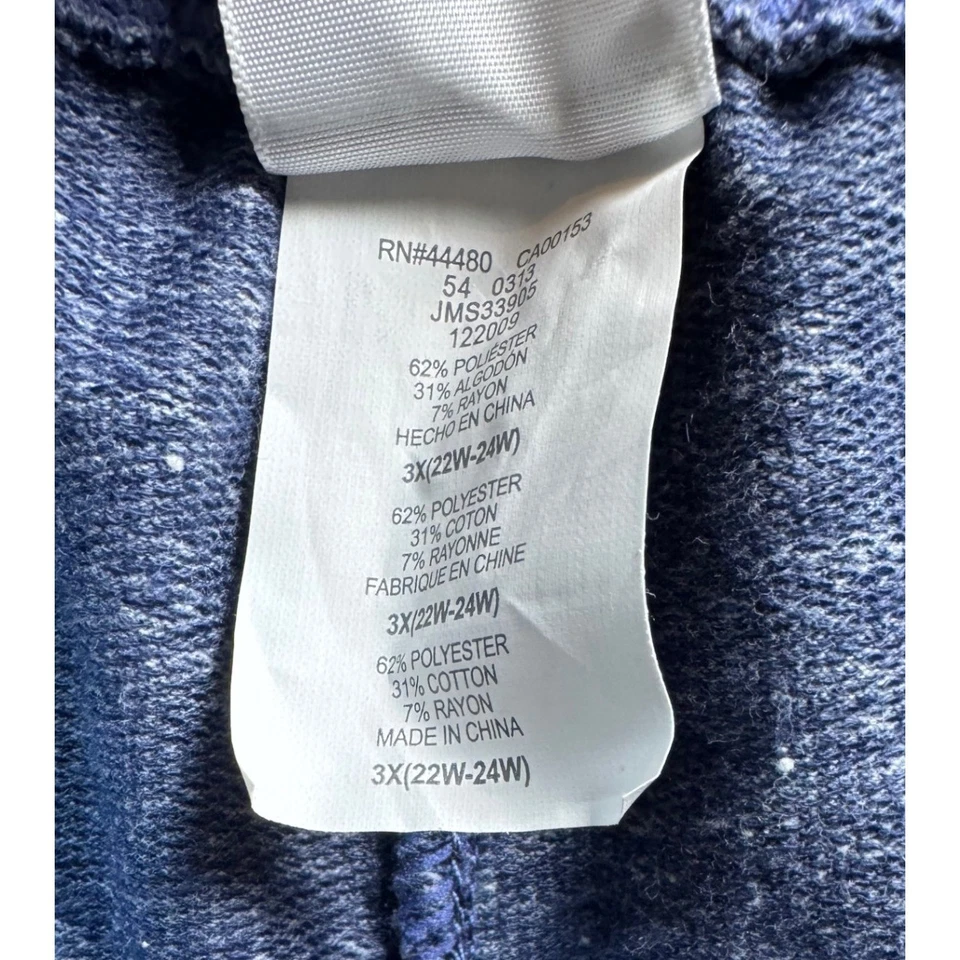 RN#44480 CA00153
54 0313
JMS33905
122009
62% POLIÉSTER
31% ALGODÓN
7% RAYON
HECHO EN CHINA
3X(22W-24W)
62% POLYESTER
31% COTON
7% RAYONNE
FABRIQUE EN CHINE
3X(22W-24W)
62% POLYESTER
31% COTTON
7% RAYON
MADE IN CHINA
3X(22W-24W)